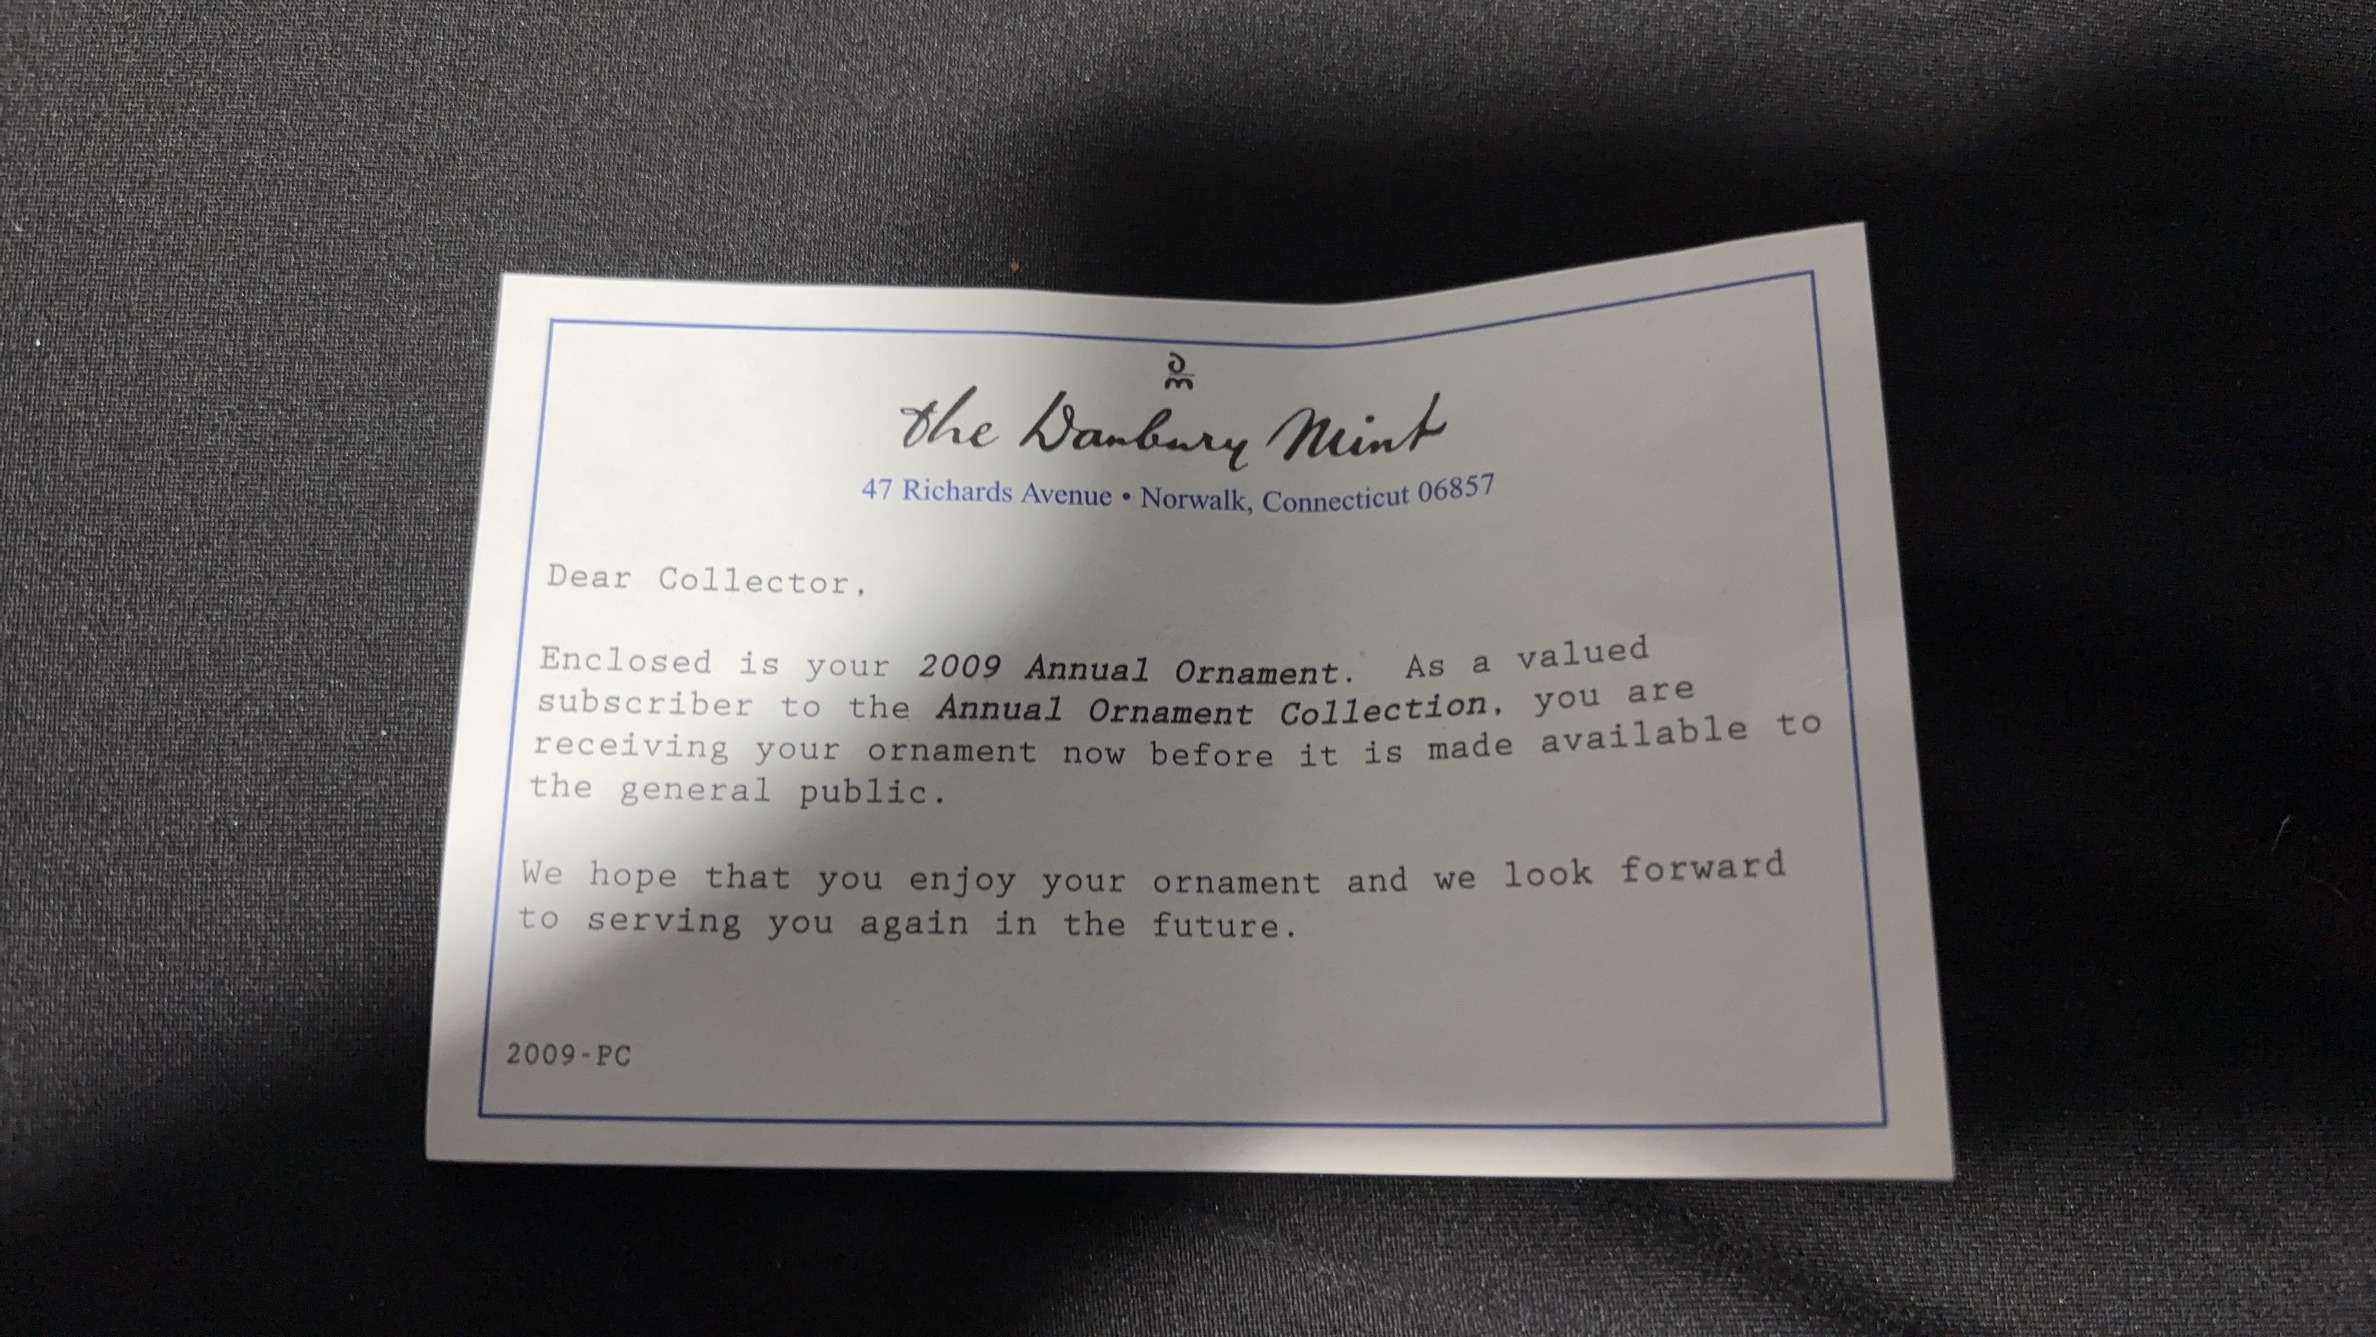 DM
the Danbury Mint
47 Richards Avenue • Norwalk, Connecticut 06857
Dear Collector,
Enclosed is your 2009 Annual Ornament. As a valued
subscriber to the Annual Ornament Collection, you are
receiving your ornament now before it is made available to
the general public.
We hope that you enjoy your ornament and we look forward
to serving you again in the future.
2009-PC